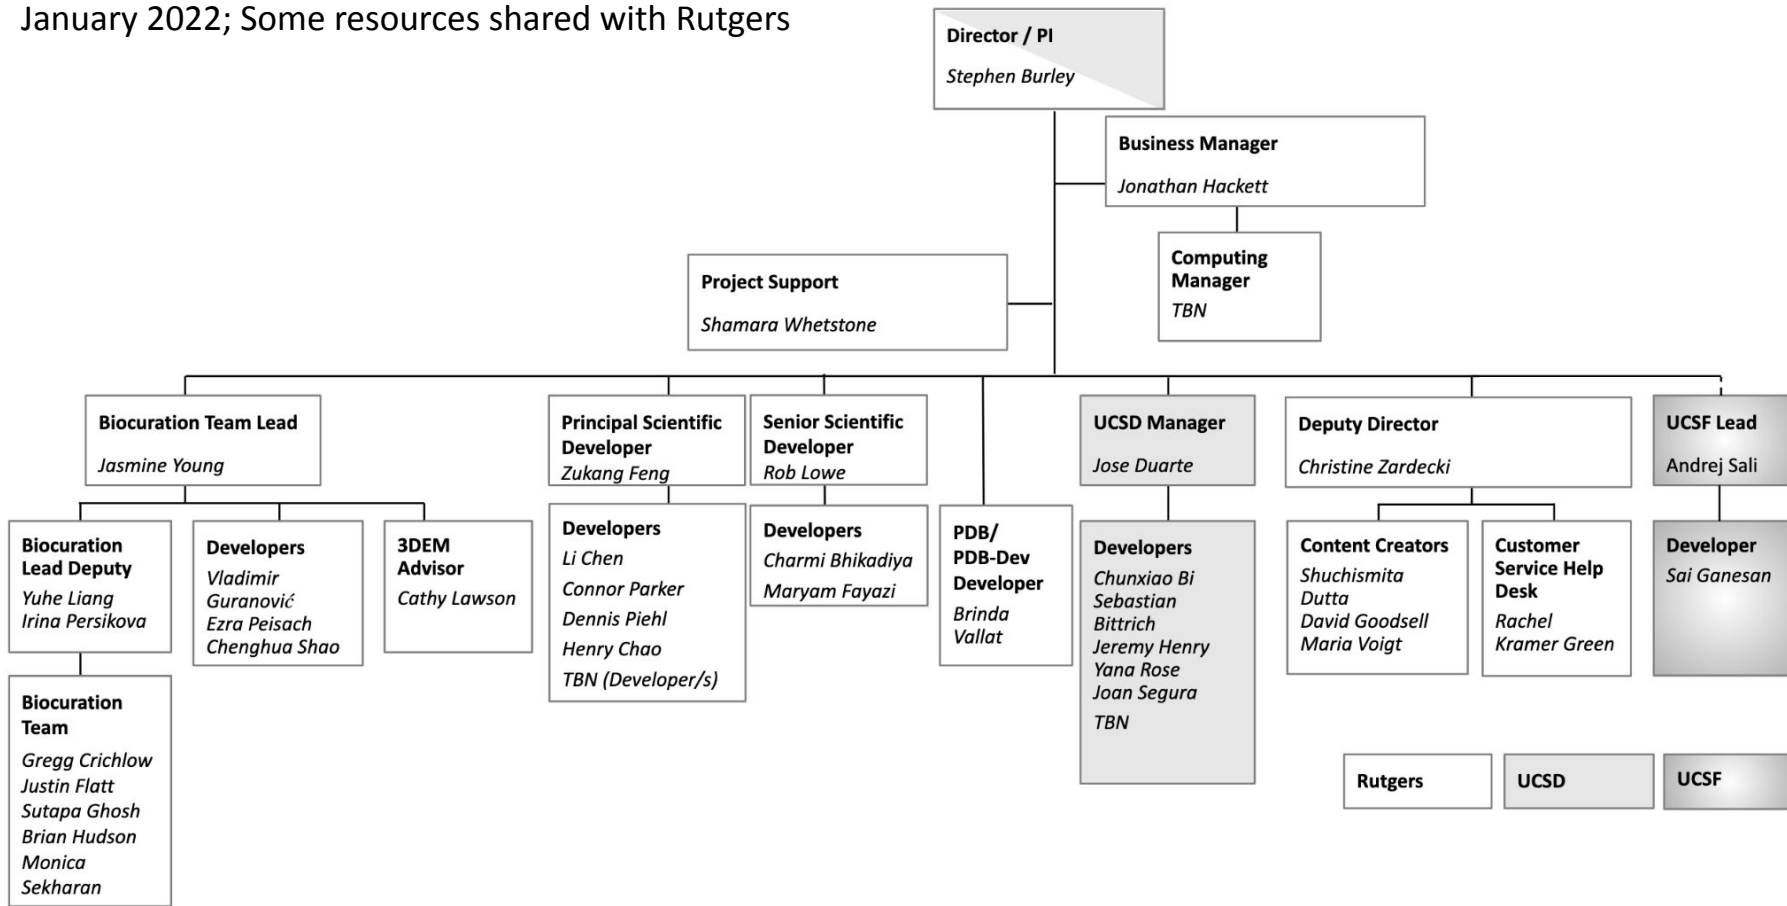 January 2022; Some resources shared with Rutgers
Director / PI
Stephen Burley
Business Manager
Jonathan Hackett
Computing
Manager
TBN
Project Support
Shamara Whetstone
Biocuration Team Lead
Jasmine Young
Principal Scientific
Developer
Zukang Feng
Senior Scientific
Developer
Rob Lowe
UCSD Manager
Jose Duarte
Deputy Director
Christine Zardecki
UCSF Lead
Andrej Sali
Biocuration
Lead Deputy
Yuhe Liang
Irina Persikova
Developers
Vladimir
Guranović
Ezra Peisach
Chenghua Shao
3DEM
Advisor
Cathy Lawson
Developers
Li Chen
Connor Parker
Dennis Piehl
Henry Chao
TBN (Developer/s)
Developers
Charmi Bhikadiya
Maryam Fayazi
PDB/
PDB-Dev
Developer
Brinda
Vallat
Developers
Chunxiao Bi
Sebastian
Bittrich
Jeremy Henry
Yana Rose
Joan Segura
TBN
Content Creators
Shuchismita
Dutta
David Goodsell
Maria Voigt
Customer
Service Help
Desk
Rachel
Kramer Green
Developer
Sai Ganesan
Biocuration
Team
Gregg Crichlow
Justin Flatt
Sutapa Ghosh
Brian Hudson
Monica
Sekharan
Rutgers
UCSD
UCSF